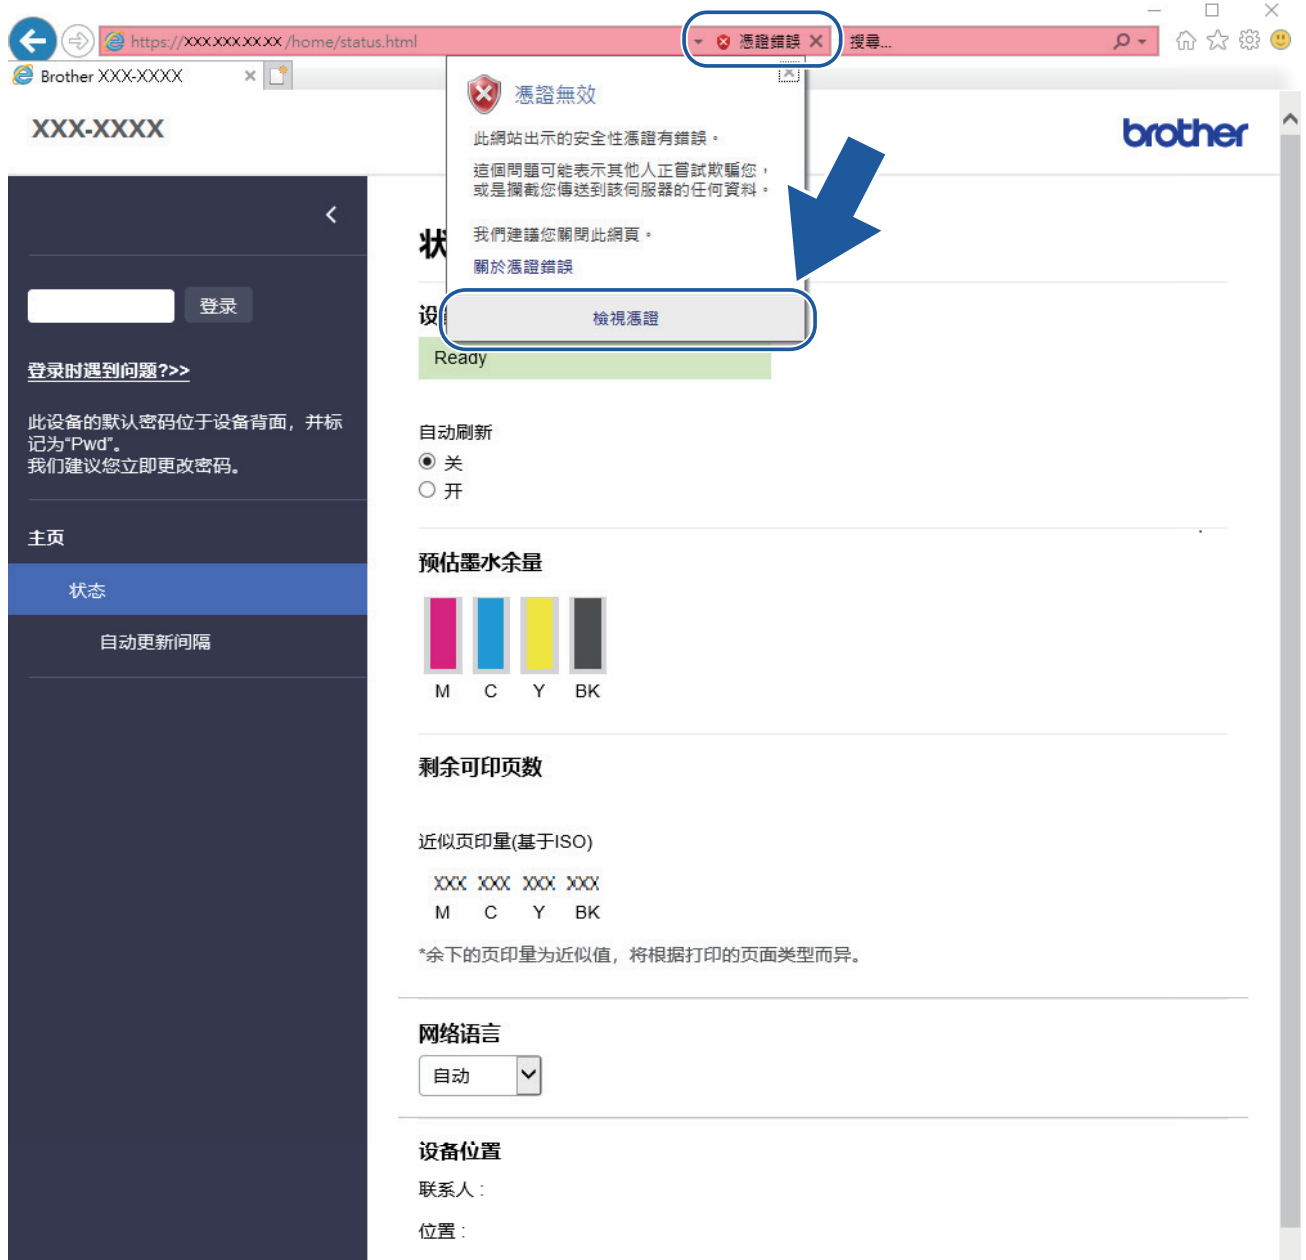 https://xxx.xxx.xx.xx/home/status.html
憑證錯誤
搜尋...
Brother XXX-XXXX
XXX-XXXX
brother
憑證無效
此網站出示的安全性憑證有錯誤。
這個問題可能表示其他人正嘗試欺騙您，
或是攔截您傳送到該伺服器的任何資料。
我們建議您關閉此網頁。
關於憑證錯誤
檢視憑證
登录
登录时遇到问题?>>
此设备的默认密码位于设备背面，并标
记为“Pwd”。
我们建议您立即更改密码。
主页
状态
自动更新间隔
状
设
Ready
自动刷新
关
开
预估墨水余量
M C Y BK
剩余可印页数
近似页印量(基于ISO)
XXX XXX XXX XXX
M C Y BK
*余下的页印量为近似值，将根据打印的页面类型而异。
网络语言
自动
设备位置
联系人 :
位置 :